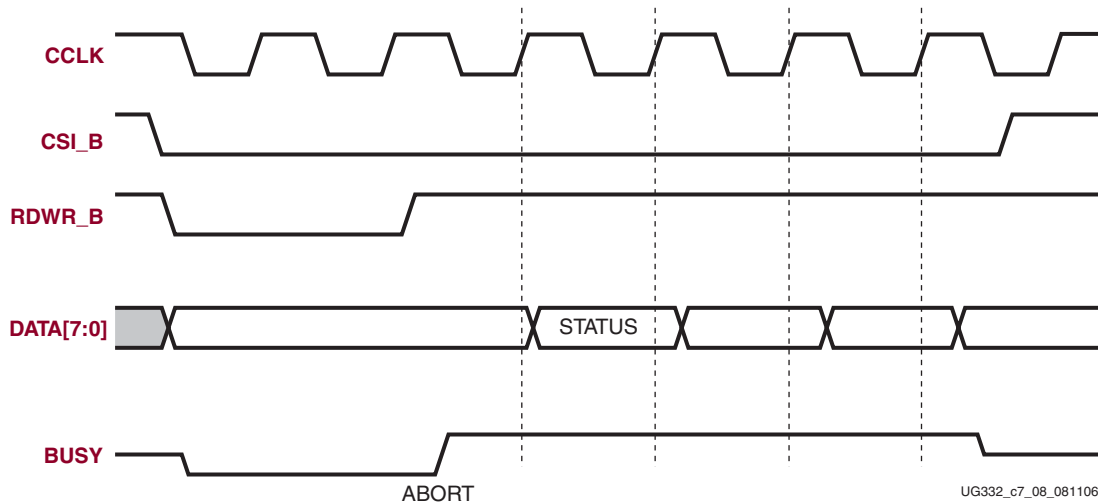 CCLK
CSI_B
RDWR_B
DATA[7:0]
STATUS
BUSY
ABORT
UG332_c7_08_081106